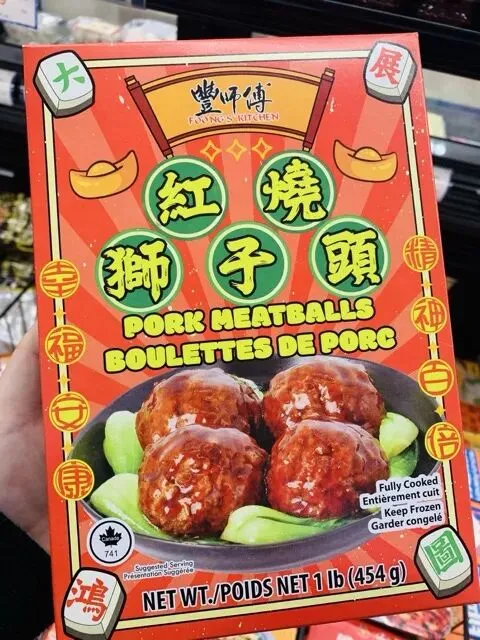 大
展
豐師傅
FOONG'S KITCHEN
紅燒
獅子頭
PORK MEATBALLS
BOULETTES DE PORC
幸福安康
精神百倍
Fully Cooked
Entièrement cuit
Keep Frozen
Garder congelé
Canada
741
Suggested Serving
Présentation Suggérée
NET WT./POIDS NET 1 lb (454 g)
鴻
圖